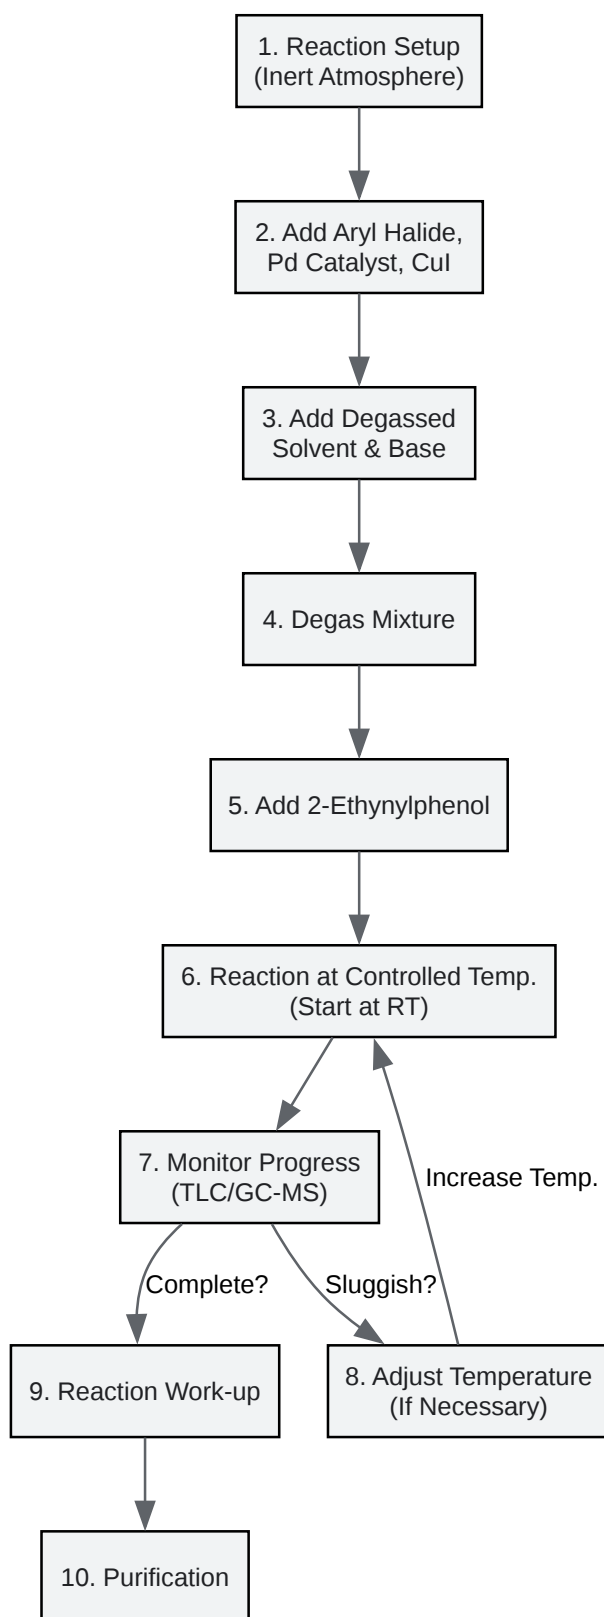 1. Reaction Setup
(Inert Atmosphere)
2. Add Aryl Halide,
Pd Catalyst, CuI
3. Add Degassed
Solvent & Base
4. Degas Mixture
5. Add 2-Ethynylphenol
6. Reaction at Controlled Temp.
(Start at RT)
7. Monitor Progress
(TLC/GC-MS)
Increase Temp.
Complete?
Sluggish?
9. Reaction Work-up
8. Adjust Temperature
(If Necessary)
10. Purification